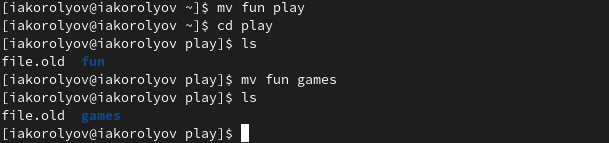 [iakorolyov@iakorolyov ~]$ mv fun play
[iakorolyov@iakorolyov ~]$ cd play
[iakorolyov@iakorolyov play]$ ls
file.old  fun
[iakorolyov@iakorolyov play]$ mv fun games
[iakorolyov@iakorolyov play]$ ls
file.old  games
[iakorolyov@iakorolyov play]$